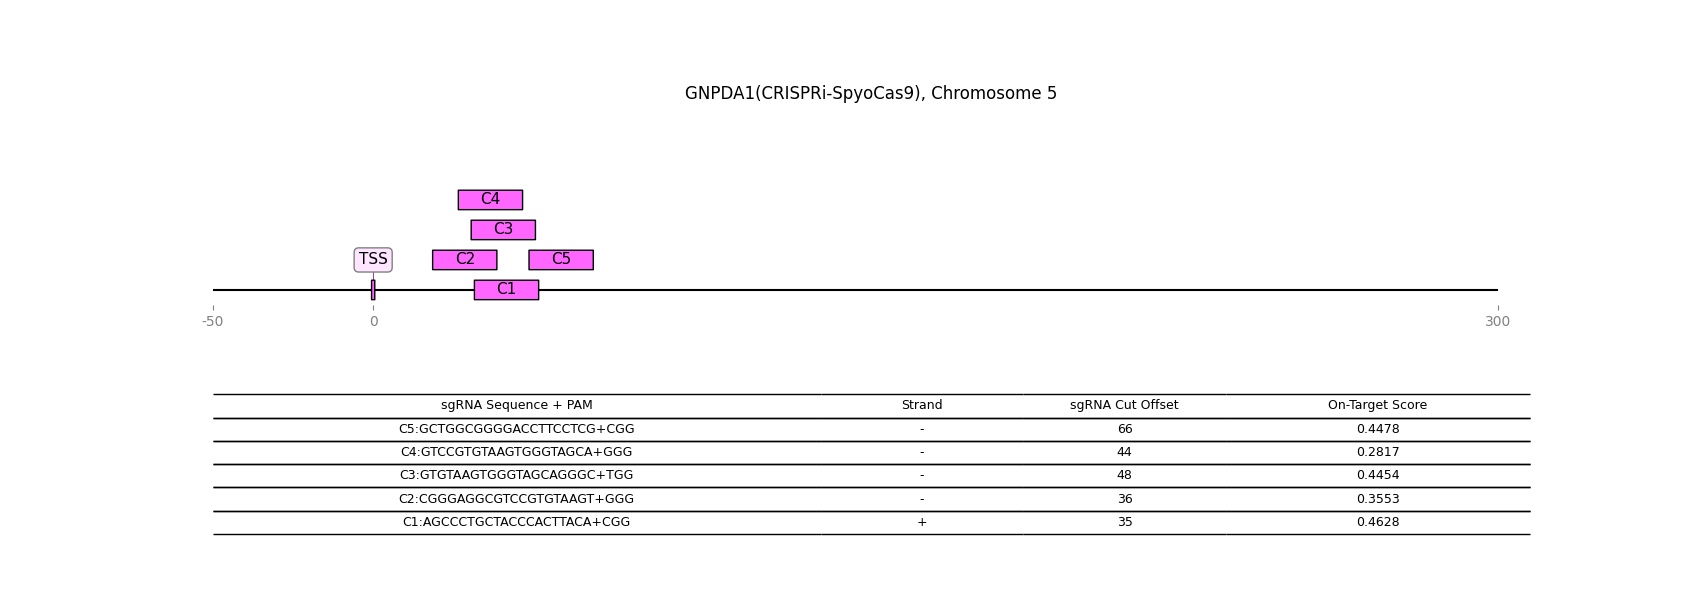 GNPDA1(CRISPRi-SpyoCas9), Chromosome 5
C4
C3
TSS C2 C5
C1
-50 0 300
sgRNA Sequence + PAM Strand sgRNA Cut Offset On-Target Score
C5:GCTGGCGGGGACCTTCCTCG+CGG - 66 0.4478
C4:GTCCGTGTAAGTGGGTAGCA+GGG - 44 0.2817
C3:GTGTAAGTGGGTAGCAGGGC+TGG - 48 0.4454
C2:CGGGAGGCGTCCGTGTAAGT+GGG - 36 0.3553
C1:AGCCCTGCTACCCACTTACA+CGG + 35 0.4628